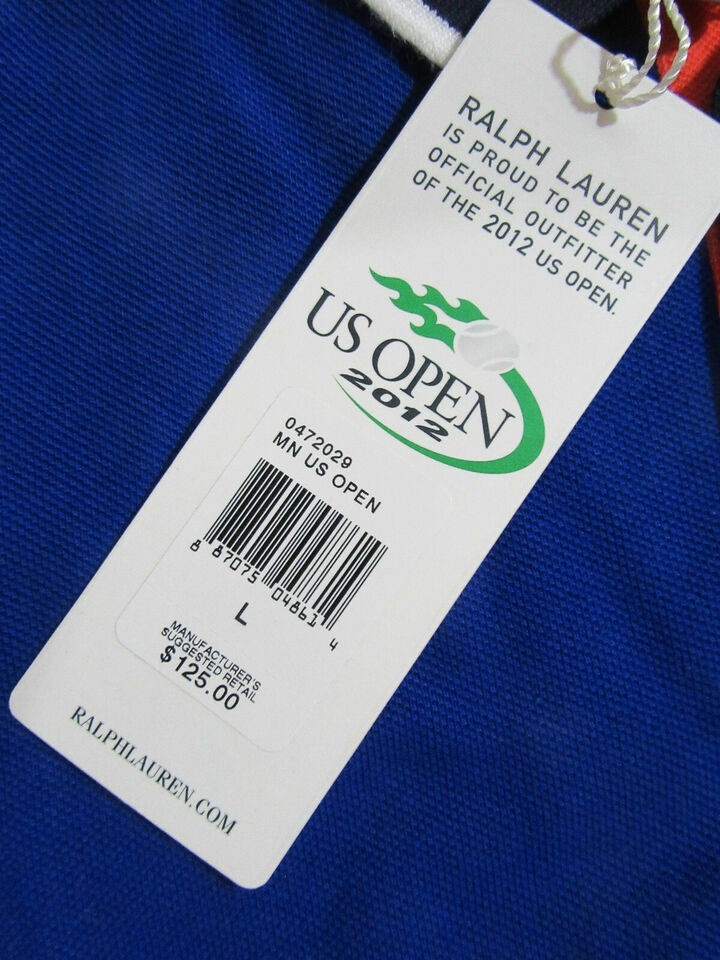 RALPH LAUREN
IS PROUD TO BE THE
OFFICIAL OUTFITTER
OF THE 2012 US OPEN.
US OPEN
2012
0472029
MN US OPEN
8 87075 04861 4
L
MANUFACTURER'S
SUGGESTED RETAIL
$125.00
RALPHLAUREN.COM